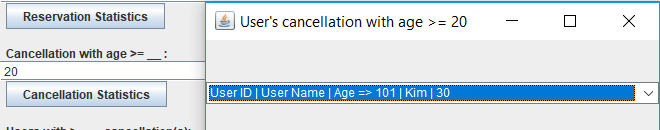 Reservation Statistics
Cancellation with age >= __ :
20
Cancellation Statistics
User's cancellation with age >= 20
User ID | User Name | Age => 101 | Kim | 30